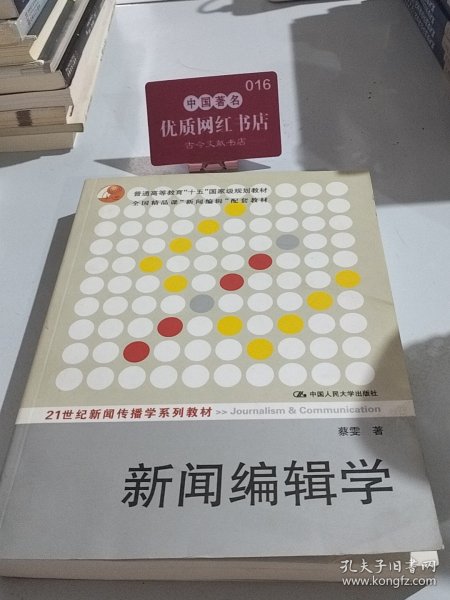 016
中国著名
优质网红书店
古今文献书店
普通高等教育"十五"国家级规划教材
全国精品课"新闻编辑"配套教材
中国人民大学出版社
21世纪新闻传播学系列教材 >> Journalism & Communication
蔡雯 著
新闻编辑学
孔夫子旧书网
www.kongfz.com